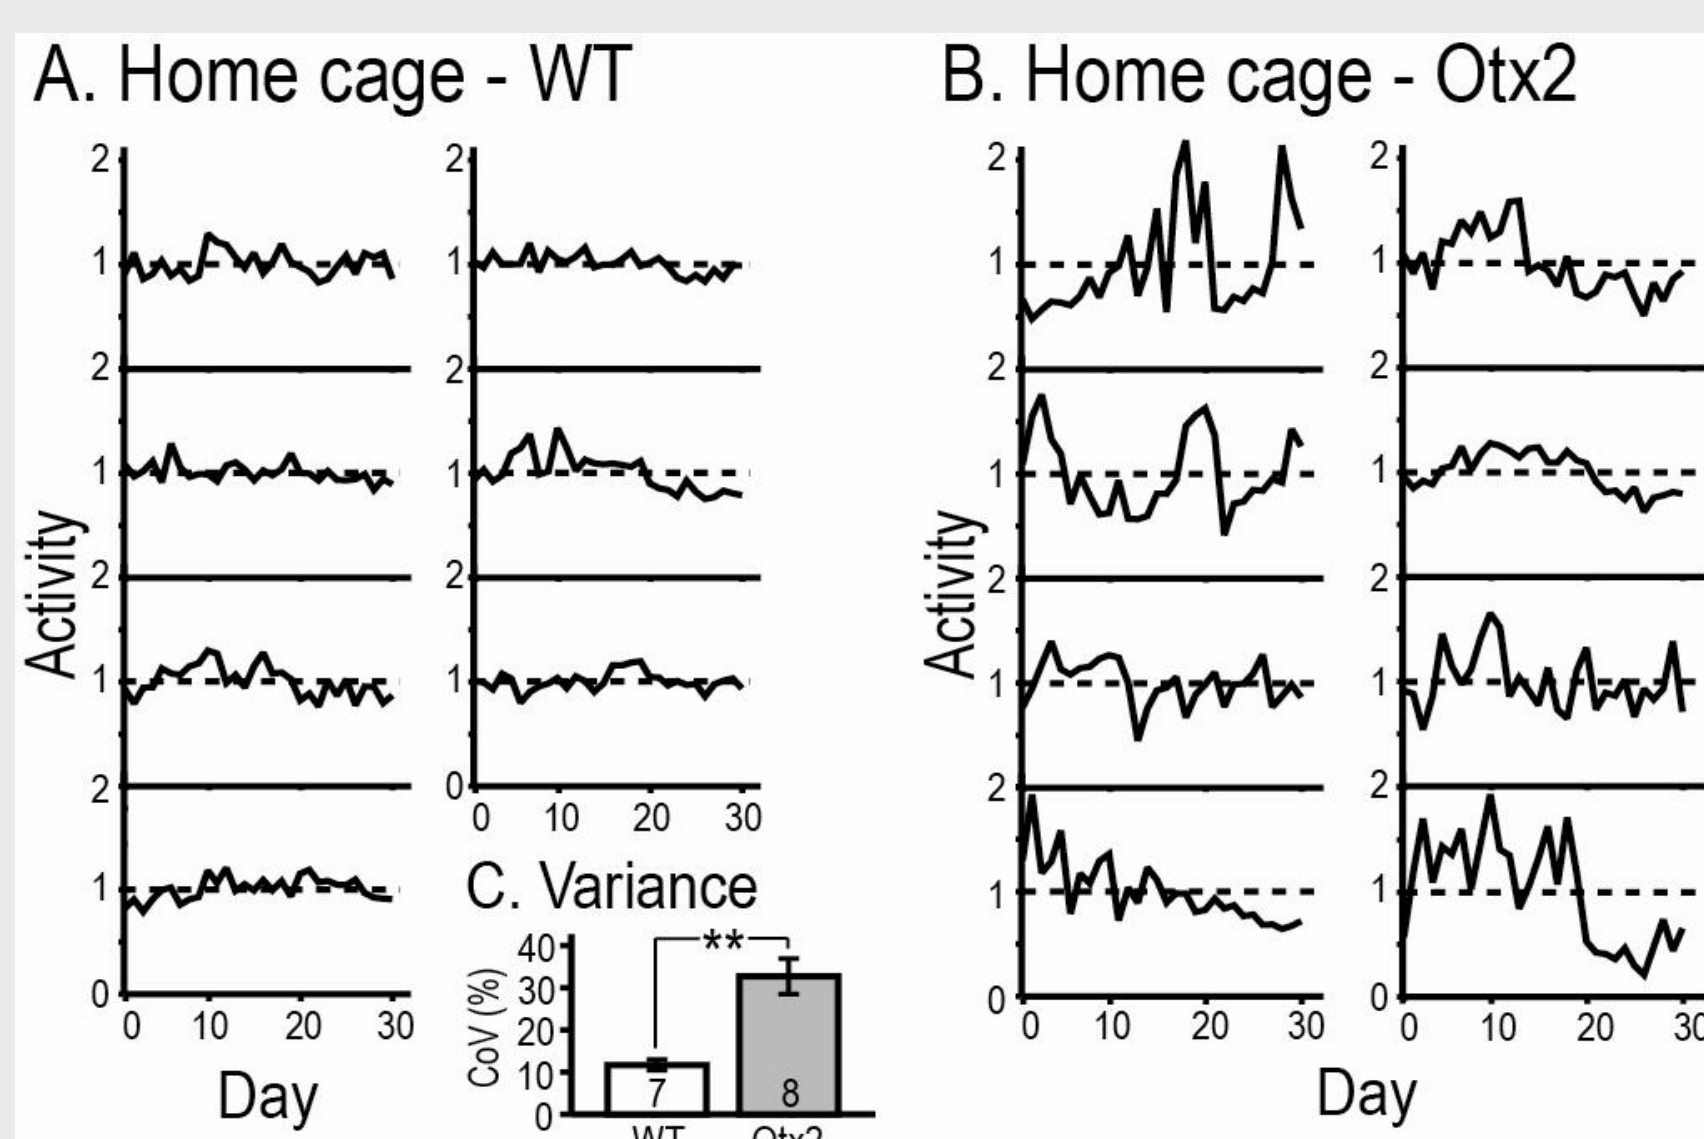 A. Home cage - WT
B. Home cage - Otx2
2 2 2 2
1 1 1 1
2 2 2 2
1 1 1 1
Activity Activity
2 2 2 2
1 1 1 1
2 0 2 2
0 10 20 30
C. Variance
1 1 1
**
40
30
20
10
0
CoV (%)
7 8
WT Otx2
0 0 0
0 10 20 30 0 10 20 30 0 10 20 30
Day Day